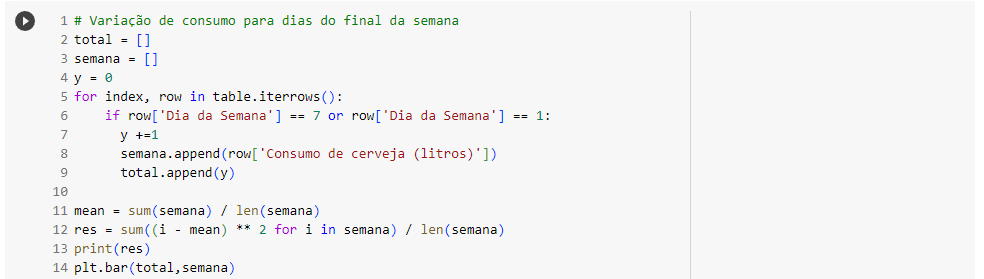 1 # Variação de consumo para dias do final da semana
2 total = []
3 semana = []
4 y = 0
5 for index, row in table.iterrows():
6     if row['Dia da Semana'] == 7 or row['Dia da Semana'] == 1:
7       y +=1
8       semana.append(row['Consumo de cerveja (litros)'])
9       total.append(y)
10
11 mean = sum(semana) / len(semana)
12 res = sum((i - mean) ** 2 for i in semana) / len(semana)
13 print(res)
14 plt.bar(total,semana)